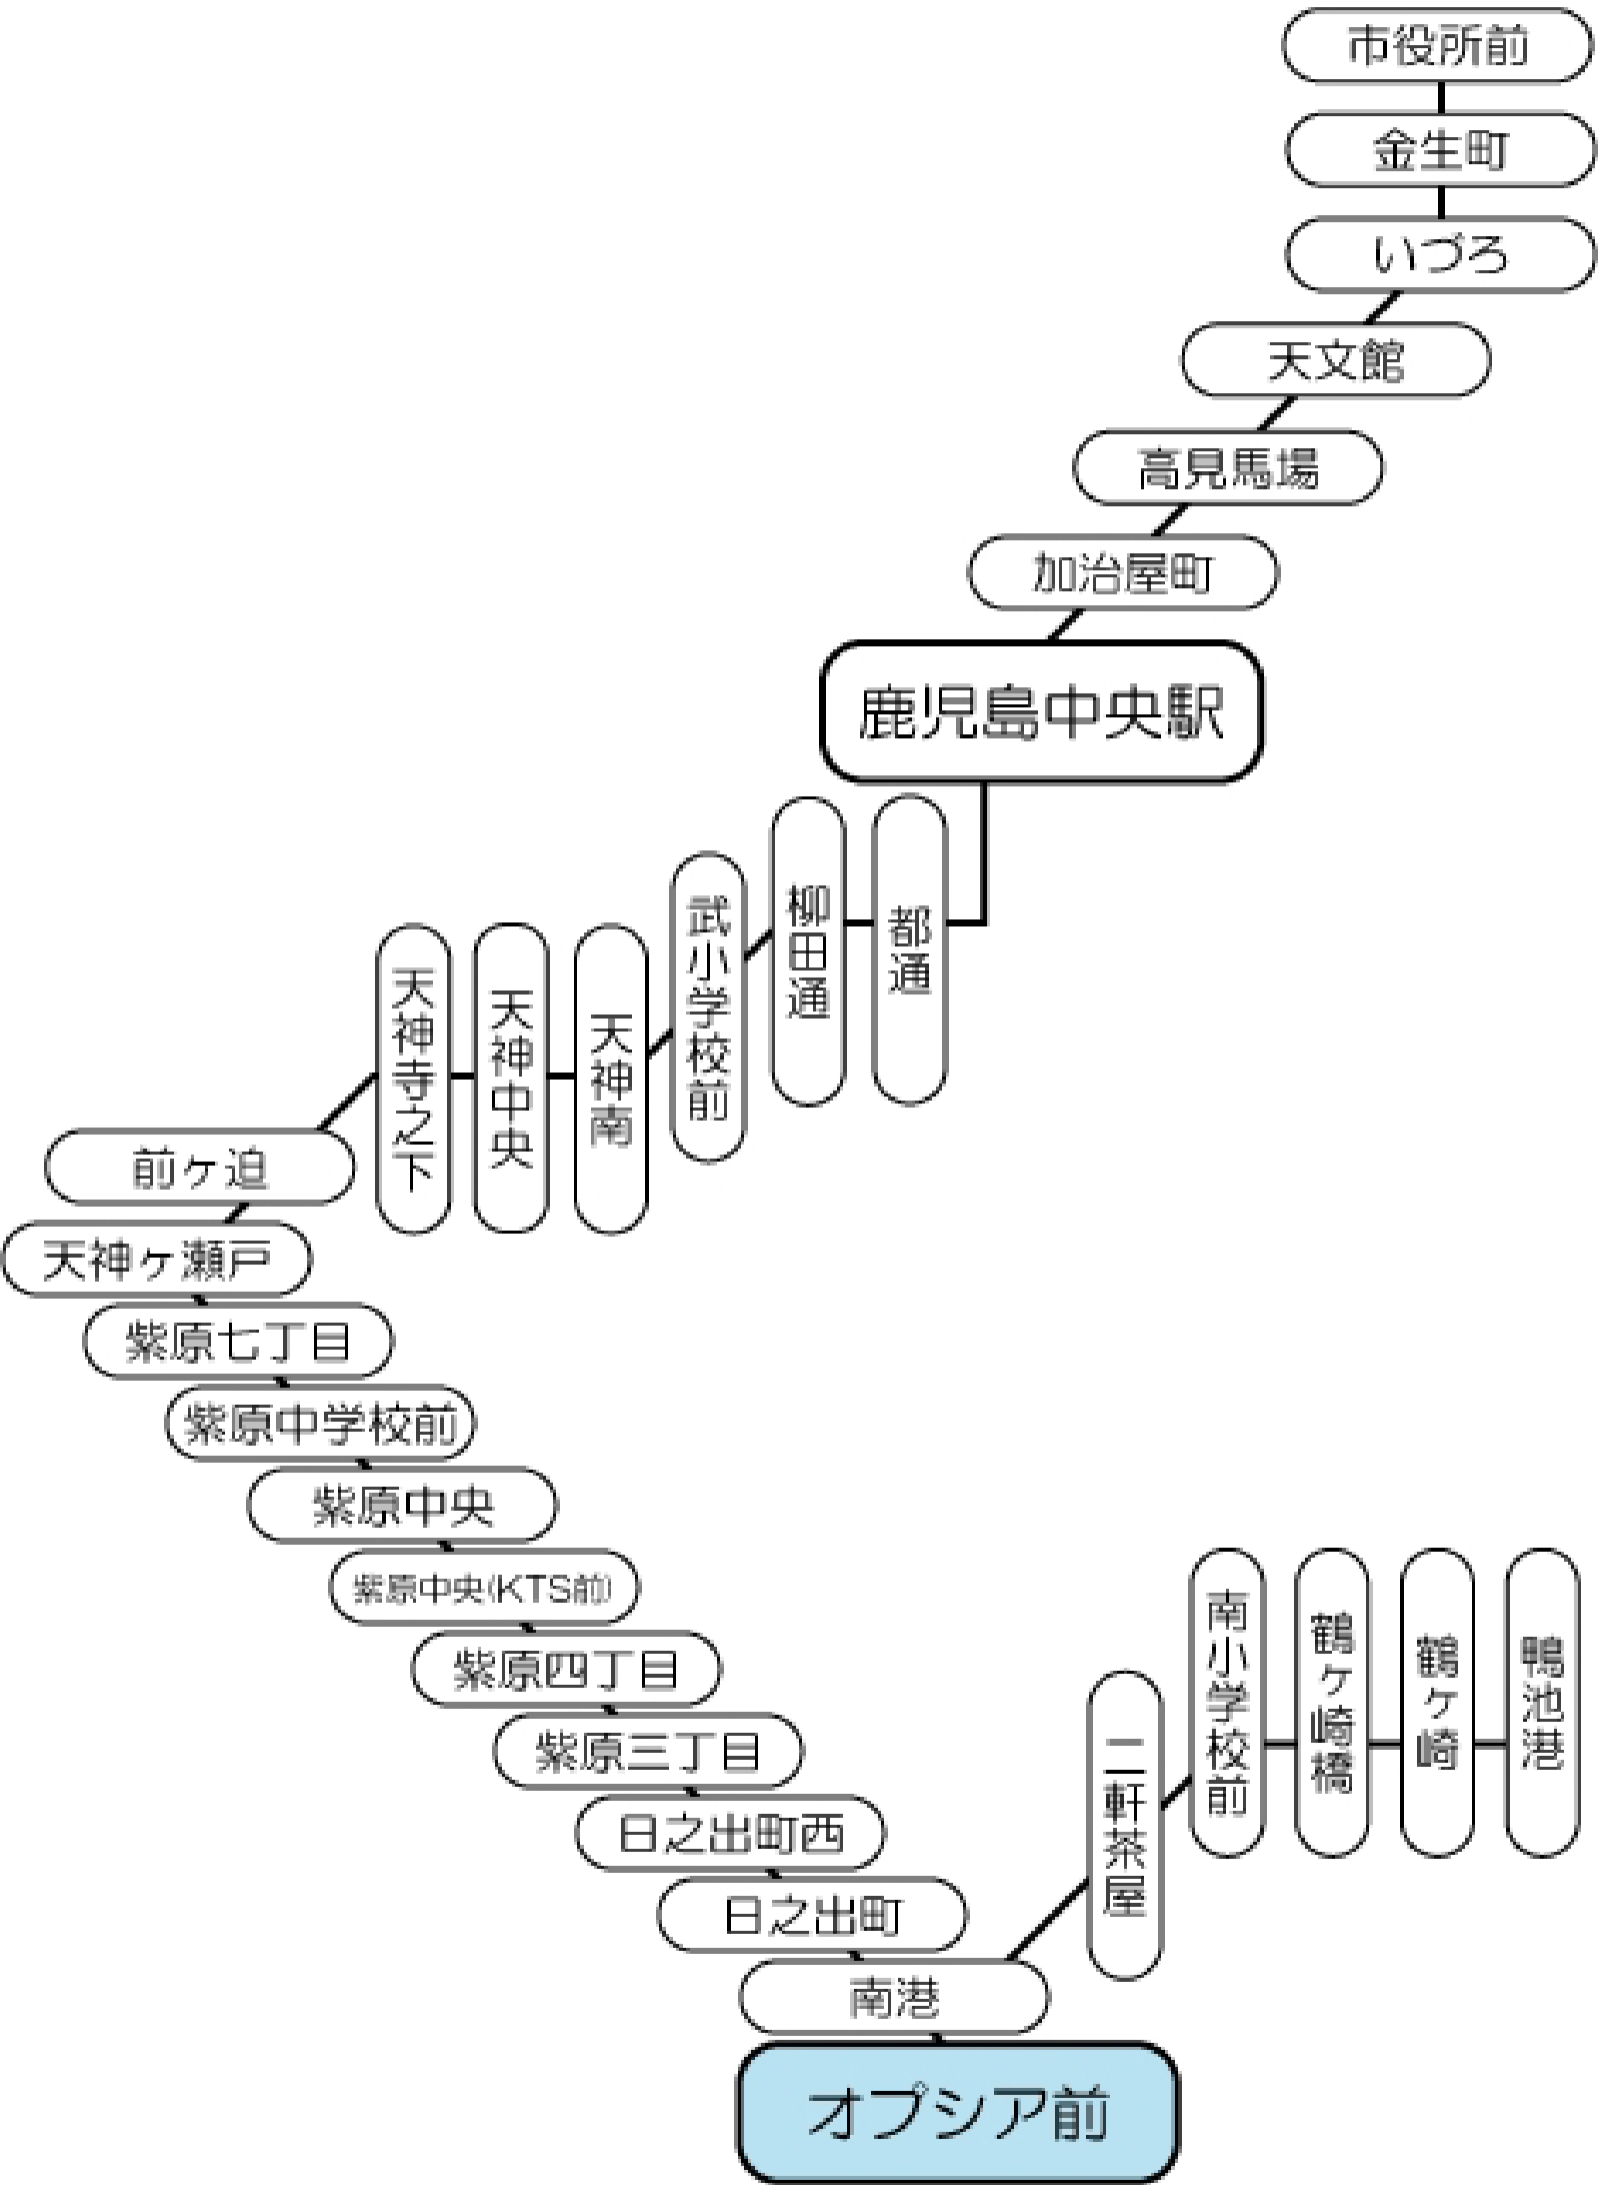 市役所前
金生町
いづろ
天文館
高見馬場
加治屋町
鹿児島中央駅
都通
柳田通
武小学校前
天神南
天神中央
天神寺之下
前ヶ迫
天神ヶ瀬戸
紫原七丁目
紫原中学校前
紫原中央
紫原中央(KTS前)
紫原四丁目
紫原三丁目
日之出町西
日之出町
南港
オプシア前
二軒茶屋
南小学校前
鶴ヶ崎橋
鶴ヶ崎
鴨池港